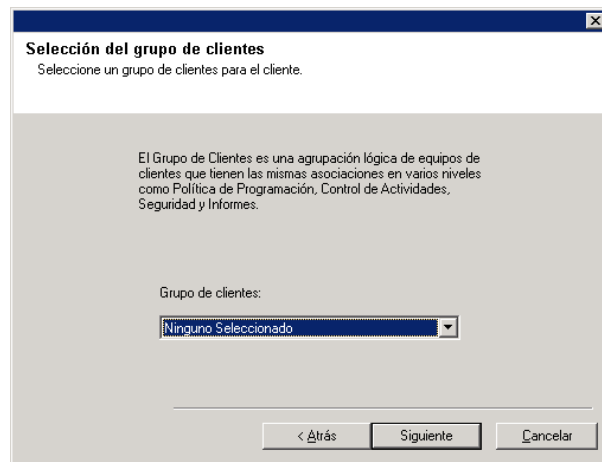 Selección del grupo de clientes
Seleccione un grupo de clientes para el cliente.
El Grupo de Clientes es una agrupación lógica de equipos de
clientes que tienen las mismas asociaciones en varios niveles
como Política de Programación, Control de Actividades,
Seguridad y Informes.
Grupo de clientes:
Ninguno Seleccionado
< Atrás
Siguiente
Cancelar